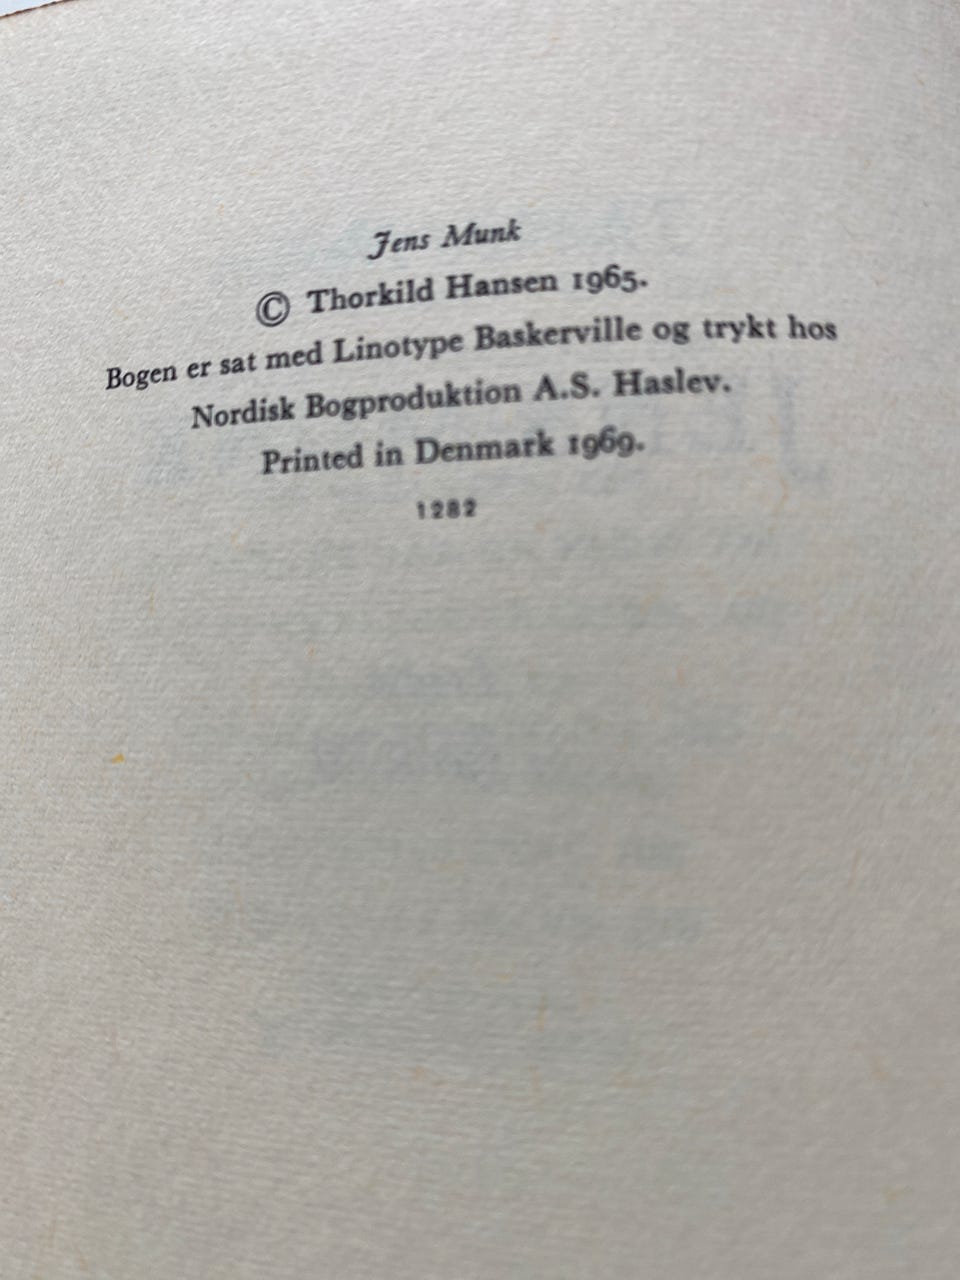 Jens Munk
© Thorkild Hansen 1965.
Bogen er sat med Linotype Baskerville og trykt hos
Nordisk Bogproduktion A.S. Haslev.
Printed in Denmark 1969.
1282